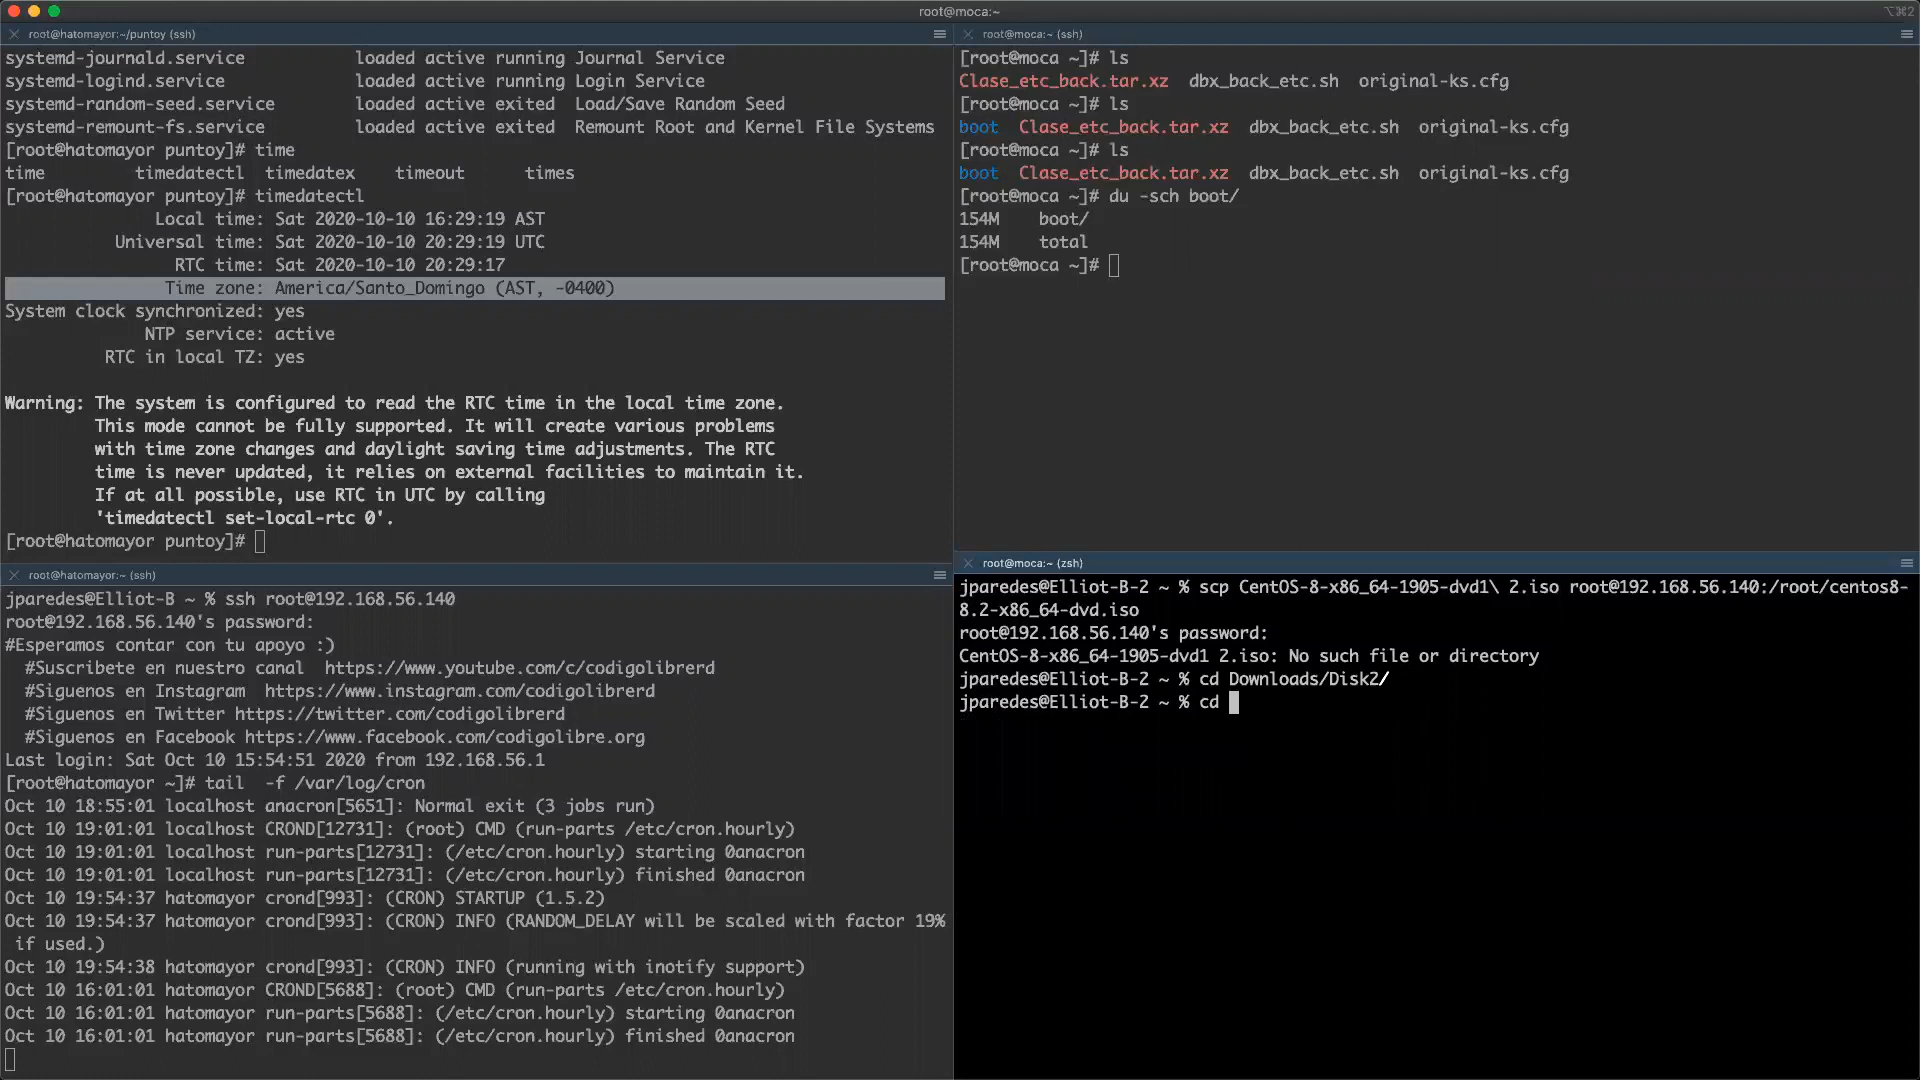 root@moca:~
⌥⌘2
root@hatomayor:~/puntoy (ssh)
systemd-journald.service loaded active running Journal Service
systemd-logind.service loaded active running Login Service
systemd-random-seed.service loaded active exited Load/Save Random Seed
systemd-remount-fs.service loaded active exited Remount Root and Kernel File Systems
[root@hatomayor puntoy]# time
time timedatectl timedatex timeout times
[root@hatomayor puntoy]# timedatectl
Local time: Sat 2020-10-10 16:29:19 AST
Universal time: Sat 2020-10-10 20:29:19 UTC
RTC time: Sat 2020-10-10 20:29:17
Time zone: America/Santo_Domingo (AST, -0400)
System clock synchronized: yes
NTP service: active
RTC in local TZ: yes
Warning: The system is configured to read the RTC time in the local time zone.
This mode cannot be fully supported. It will create various problems
with time zone changes and daylight saving time adjustments. The RTC
time is never updated, it relies on external facilities to maintain it.
If at all possible, use RTC in UTC by calling
'timedatectl set-local-rtc 0'.
[root@hatomayor puntoy]#
root@moca:~ (ssh)
[root@moca ~]# ls
Clase_etc_back.tar.xz dbx_back_etc.sh original-ks.cfg
[root@moca ~]# ls
boot Clase_etc_back.tar.xz dbx_back_etc.sh original-ks.cfg
[root@moca ~]# ls
boot Clase_etc_back.tar.xz dbx_back_etc.sh original-ks.cfg
[root@moca ~]# du -sch boot/
154M boot/
154M total
[root@moca ~]#
root@hatomayor:~ (ssh)
jparedes@Elliot-B ~ % ssh root@192.168.56.140
root@192.168.56.140's password:
#Esperamos contar con tu apoyo :)
#Suscribete en nuestro canal https://www.youtube.com/c/codigolibrerd
#Siguenos en Instagram https://www.instagram.com/codigolibrerd
#Siguenos en Twitter https://twitter.com/codigolibrerd
#Siguenos en Facebook https://www.facebook.com/codigolibre.org
Last login: Sat Oct 10 15:54:51 2020 from 192.168.56.1
[root@hatomayor ~]# tail -f /var/log/cron
Oct 10 18:55:01 localhost anacron[5651]: Normal exit (3 jobs run)
Oct 10 19:01:01 localhost CROND[12731]: (root) CMD (run-parts /etc/cron.hourly)
Oct 10 19:01:01 localhost run-parts[12731]: (/etc/cron.hourly) starting 0anacron
Oct 10 19:01:01 localhost run-parts[12731]: (/etc/cron.hourly) finished 0anacron
Oct 10 19:54:37 hatomayor crond[993]: (CRON) STARTUP (1.5.2)
Oct 10 19:54:37 hatomayor crond[993]: (CRON) INFO (RANDOM_DELAY will be scaled with factor 19%
if used.)
Oct 10 19:54:38 hatomayor crond[993]: (CRON) INFO (running with inotify support)
Oct 10 16:01:01 hatomayor CROND[5688]: (root) CMD (run-parts /etc/cron.hourly)
Oct 10 16:01:01 hatomayor run-parts[5688]: (/etc/cron.hourly) starting 0anacron
Oct 10 16:01:01 hatomayor run-parts[5688]: (/etc/cron.hourly) finished 0anacron
root@moca:~ (zsh)
jparedes@Elliot-B-2 ~ % scp CentOS-8-x86_64-1905-dvd1\ 2.iso root@192.168.56.140:/root/centos8-
8.2-x86_64-dvd.iso
root@192.168.56.140's password:
CentOS-8-x86_64-1905-dvd1 2.iso: No such file or directory
jparedes@Elliot-B-2 ~ % cd Downloads/Disk2/
jparedes@Elliot-B-2 ~ % cd